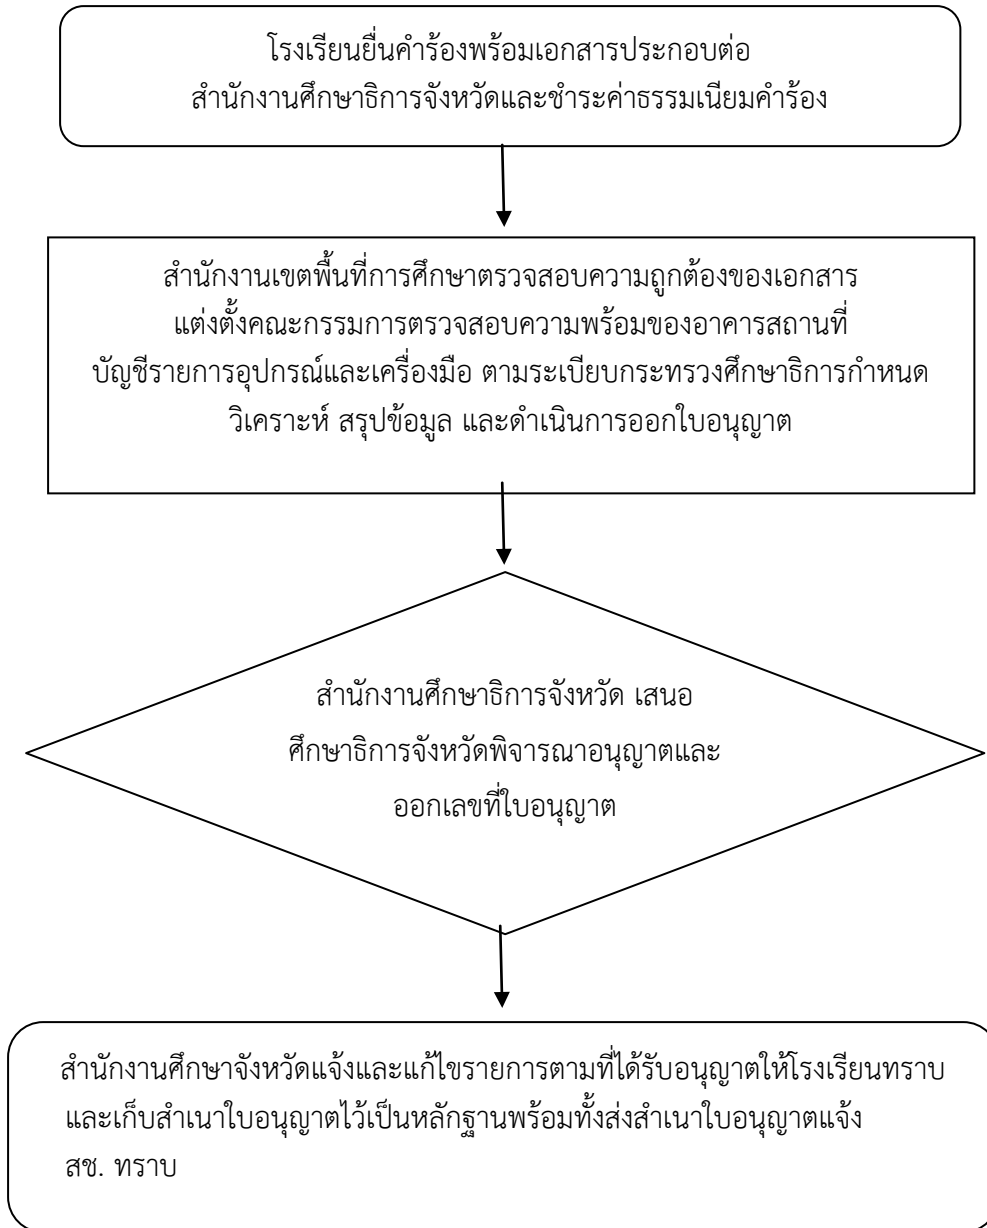 โรงเรียนยื่นคำร้องพร้อมเอกสารประกอบต่อ
สำนักงานศึกษาธิการจังหวัดและชำระค่าธรรมเนียมคำร้อง
สำนักงานเขตพื้นที่การศึกษาตรวจสอบความถูกต้องของเอกสาร
แต่งตั้งคณะกรรมการตรวจสอบความพร้อมของอาคารสถานที่
บัญชีรายการอุปกรณ์และเครื่องมือ ตามระเบียบกระทรวงศึกษาธิการกำหนด
วิเคราะห์ สรุปข้อมูล และดำเนินการออกใบอนุญาต
สำนักงานศึกษาธิการจังหวัด เสนอ
ศึกษาธิการจังหวัดพิจารณาอนุญาตและ
ออกเลขที่ใบอนุญาต
สำนักงานศึกษาจังหวัดแจ้งและแก้ไขรายการตามที่ได้รับอนุญาตให้โรงเรียนทราบ
และเก็บสำเนาใบอนุญาตไว้เป็นหลักฐานพร้อมทั้งส่งสำเนาใบอนุญาตแจ้ง
สช. ทราบ